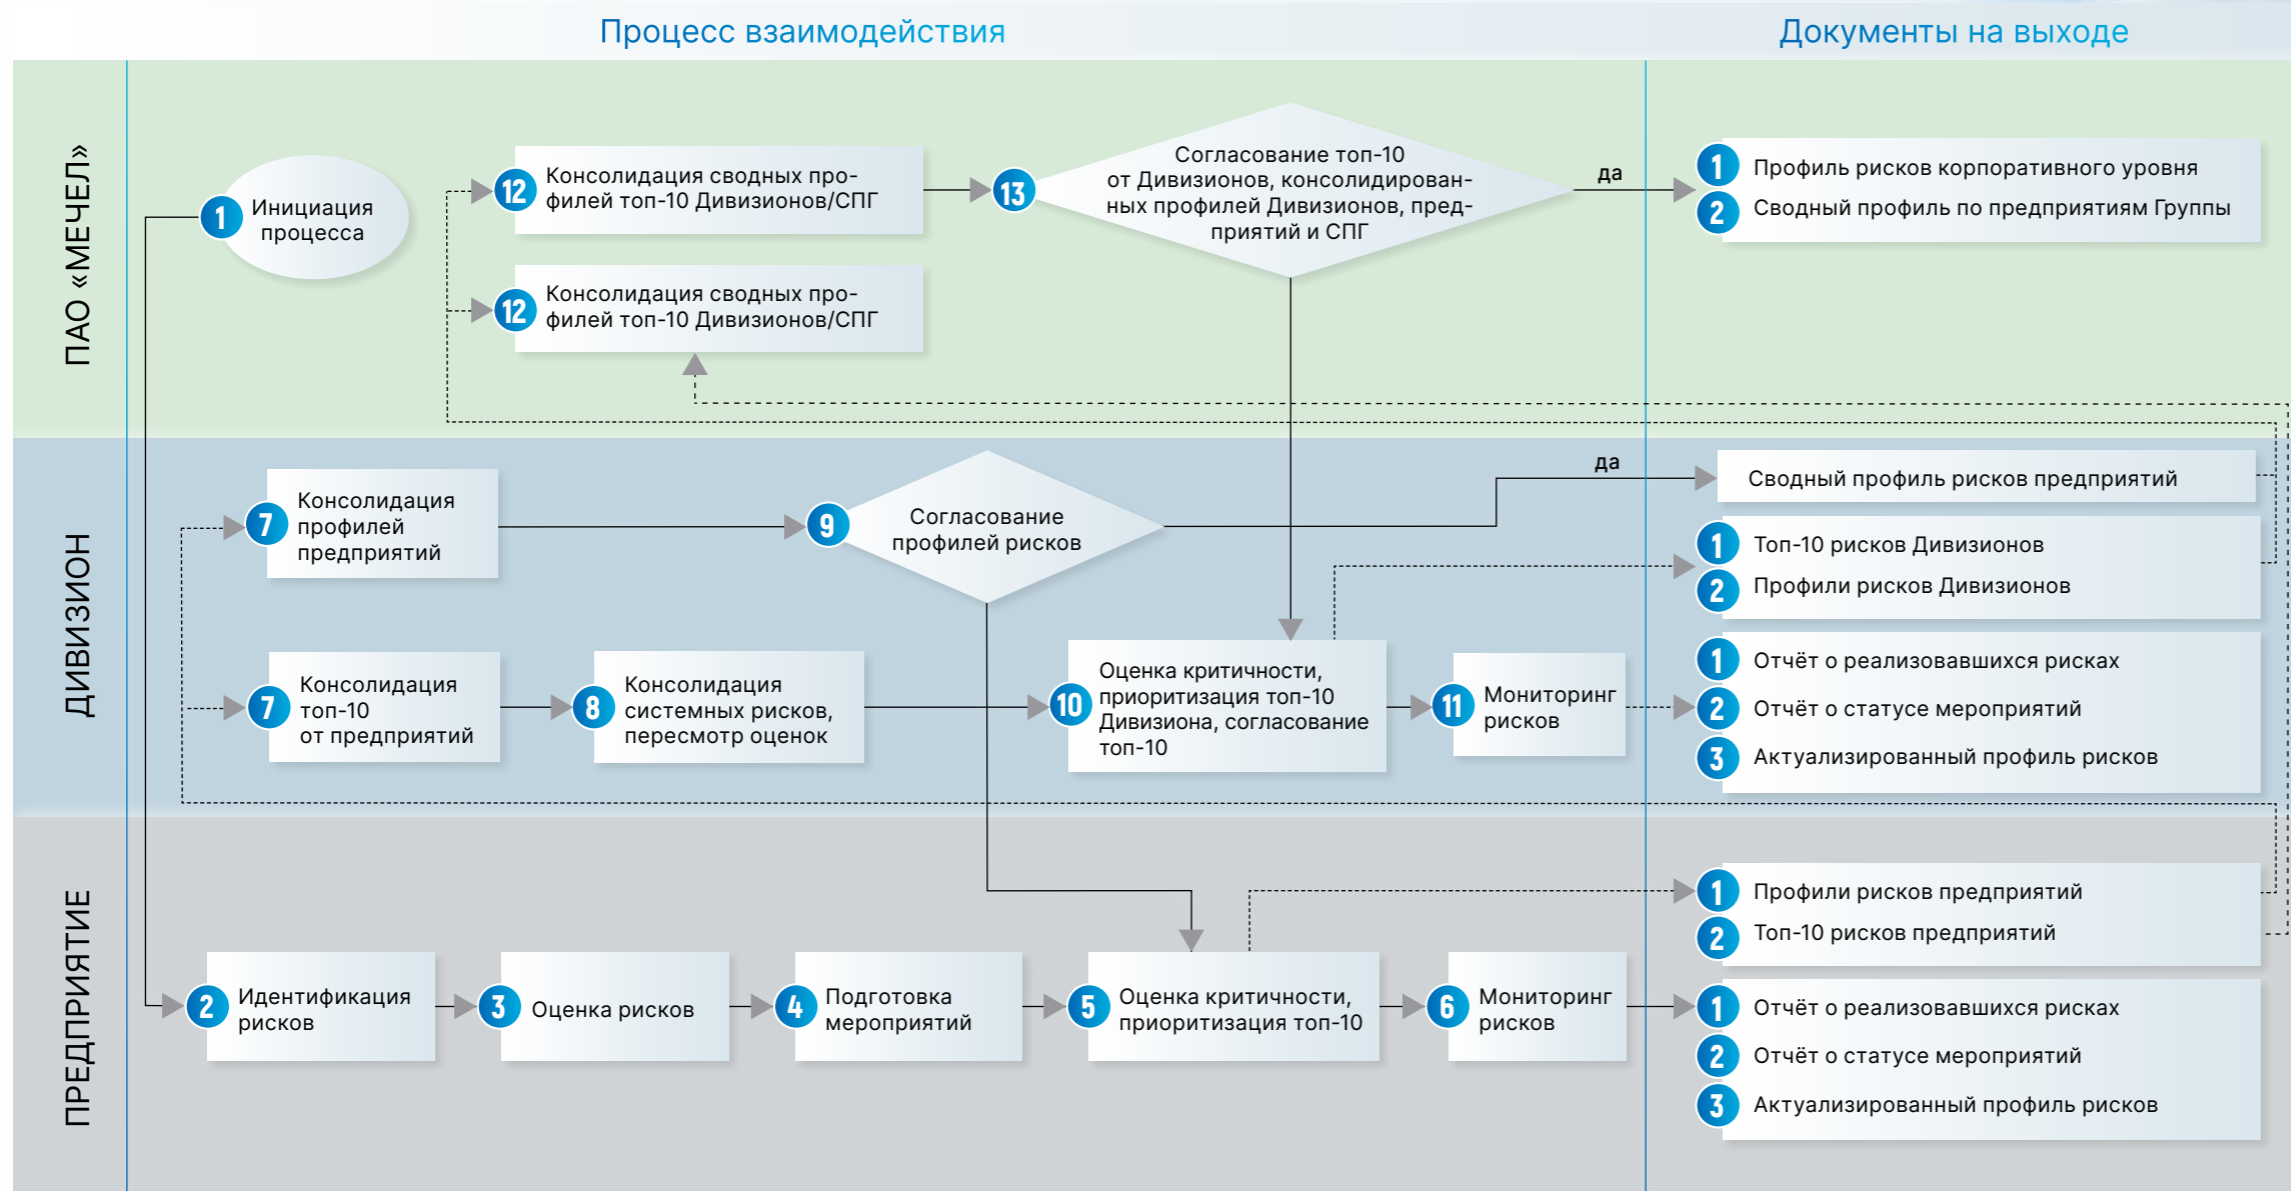 Процесс взаимодействия
Документы на выходе
ПАО «МЕЧЕЛ»
1
Инициация
процесса
12
Консолидация сводных про-
филей топ-10 Дивизионов/СПГ
13
Согласование топ-10
от Дивизионов, консолидирован-
ных профилей Дивизионов, пред-
приятий и СПГ
да
1
Профиль рисков корпоративного уровня
2
Сводный профиль по предприятиям Группы
12
Консолидация сводных про-
филей топ-10 Дивизионов/СПГ
ДИВИЗИОН
7
Консолидация
профилей
предприятий
9
Согласование
профилей рисков
да
Сводный профиль рисков предприятий
1
Топ-10 рисков Дивизионов
2
Профили рисков Дивизионов
7
Консолидация
топ-10
от предприятий
8
Консолидация
системных рисков,
пересмотр оценок
10
Оценка критичности,
приоритизация топ-10
Дивизиона, согласование
топ-10
11
Мониторинг
рисков
1
Отчёт о реализовавшихся рисках
2
Отчёт о статусе мероприятий
3
Актуализированный профиль рисков
ПРЕДПРИЯТИЕ
1
Профили рисков предприятий
2
Топ-10 рисков предприятий
2
Идентификация
рисков
3
Оценка рисков
4
Подготовка
мероприятий
5
Оценка критичности,
приоритизация топ-10
6
Мониторинг
рисков
1
Отчёт о реализовавшихся рисках
2
Отчёт о статусе мероприятий
3
Актуализированный профиль рисков